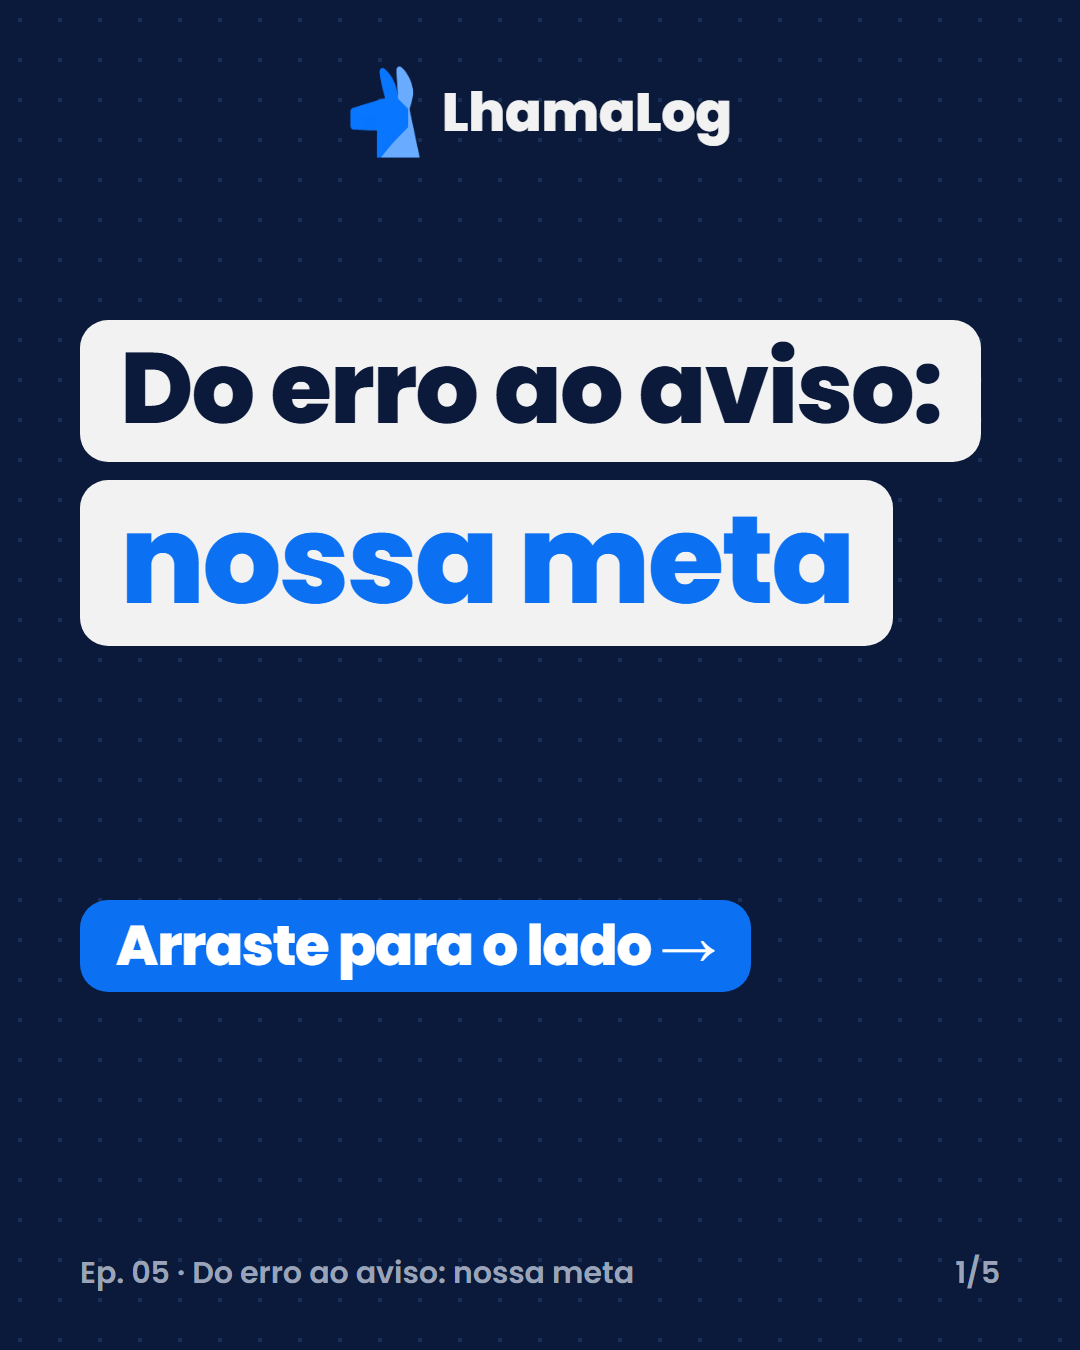 LhamaLog
Do erro ao aviso:
nossa meta
Arraste para o lado →
Ep. 05 · Do erro ao aviso: nossa meta
1/5